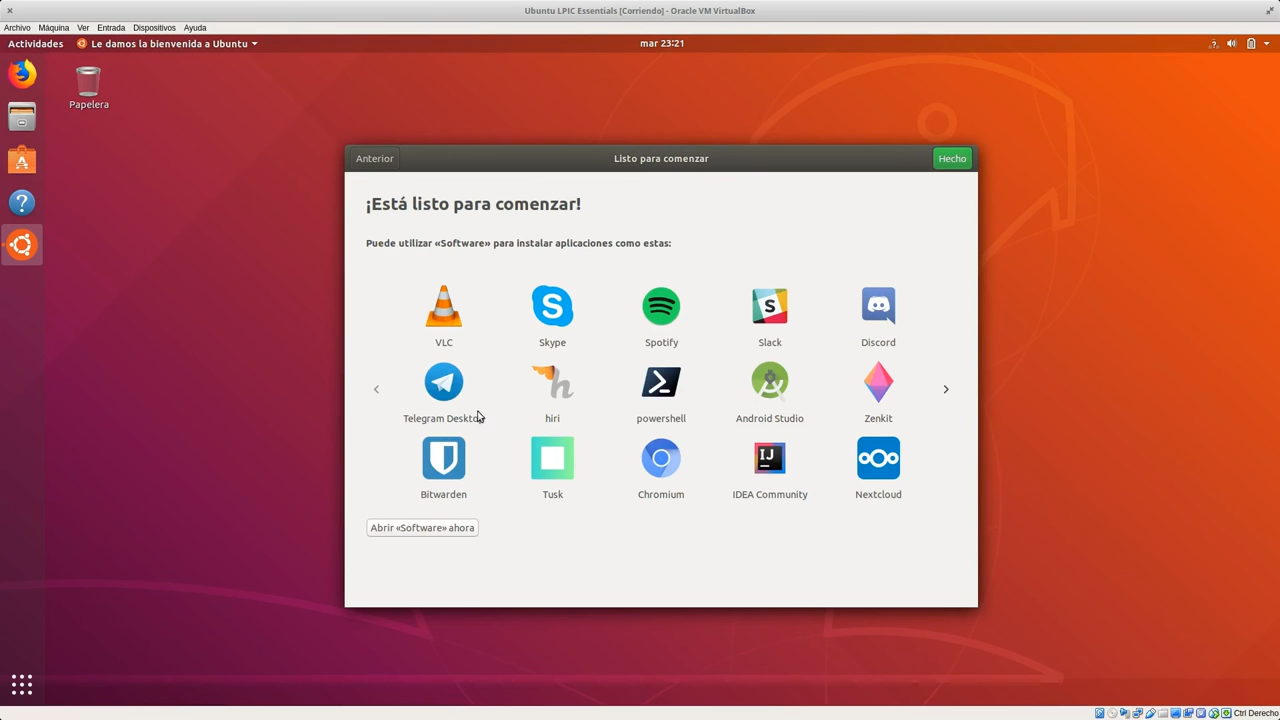 Ubuntu LPIC Essentials [Corriendo] - Oracle VM VirtualBox
Archivo Máquina Ver Entrada Dispositivos Ayuda
Actividades Le damos la bienvenida a Ubuntu mar 23:21
Papelera
Anterior Listo para comenzar Hecho
¡Está listo para comenzar!
Puede utilizar «Software» para instalar aplicaciones como estas:
VLC Skype Spotify Slack Discord
Telegram Deskto
hiri powershell Android Studio Zenkit
Bitwarden Tusk Chromium IDEA Community Nextcloud
Abrir «Software» ahora
Ctrl Derecho